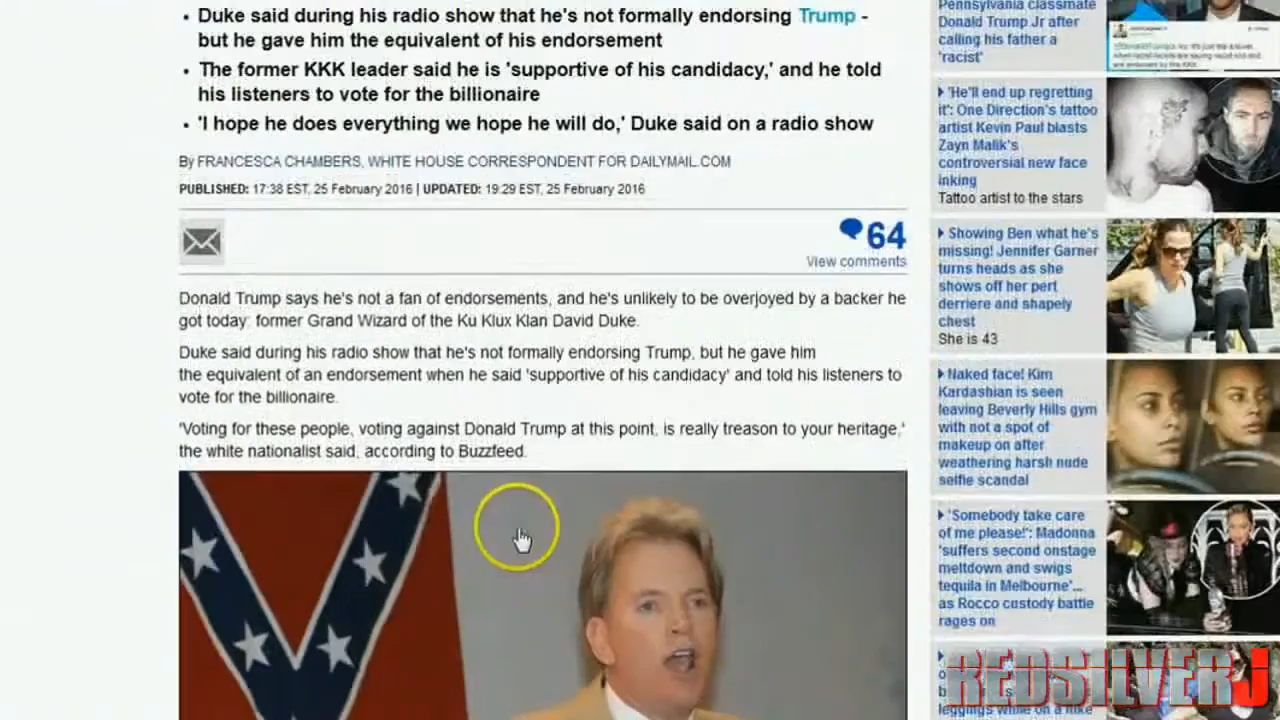 Duke said during his radio show that he's not formally endorsing Trump -
but he gave him the equivalent of his endorsement
The former KKK leader said he is 'supportive of his candidacy,' and he told
his listeners to vote for the billionaire
'I hope he does everything we hope he will do,' Duke said on a radio show
By FRANCESCA CHAMBERS, WHITE HOUSE CORRESPONDENT FOR DAILYMAIL.COM
PUBLISHED: 17:38 EST, 25 February 2016 | UPDATED: 19:29 EST, 25 February 2016
64
View comments
Donald Trump says he's not a fan of endorsements, and he's unlikely to be overjoyed by a backer he
got today: former Grand Wizard of the Ku Klux Klan David Duke.
Duke said during his radio show that he's not formally endorsing Trump, but he gave him
the equivalent of an endorsement when he said 'supportive of his candidacy' and told his listeners to
vote for the billionaire.
'Voting for these people, voting against Donald Trump at this point, is really treason to your heritage,'
the white nationalist said, according to Buzzfeed.
Pennsylvania classmate
Donald Trump Jr after
calling his father a
'racist'
'He'll end up regretting
it': One Direction's tattoo
artist Kevin Paul blasts
Zayn Malik's
controversial new face
inking
Tattoo artist to the stars
Showing Ben what he's
missing! Jennifer Garner
turns heads as she
shows off her pert
derriere and shapely
chest
She is 43
Naked face! Kim
Kardashian is seen
leaving Beverly Hills gym
with not a spot of
makeup on after
weathering harsh nude
selfie scandal
'Somebody take care
of me please!': Madonna
'suffers second onstage
meltdown and swigs
tequila in Melbourne'...
as Rocco custody battle
rages on
leggings while on a hike
REDSILVERJ